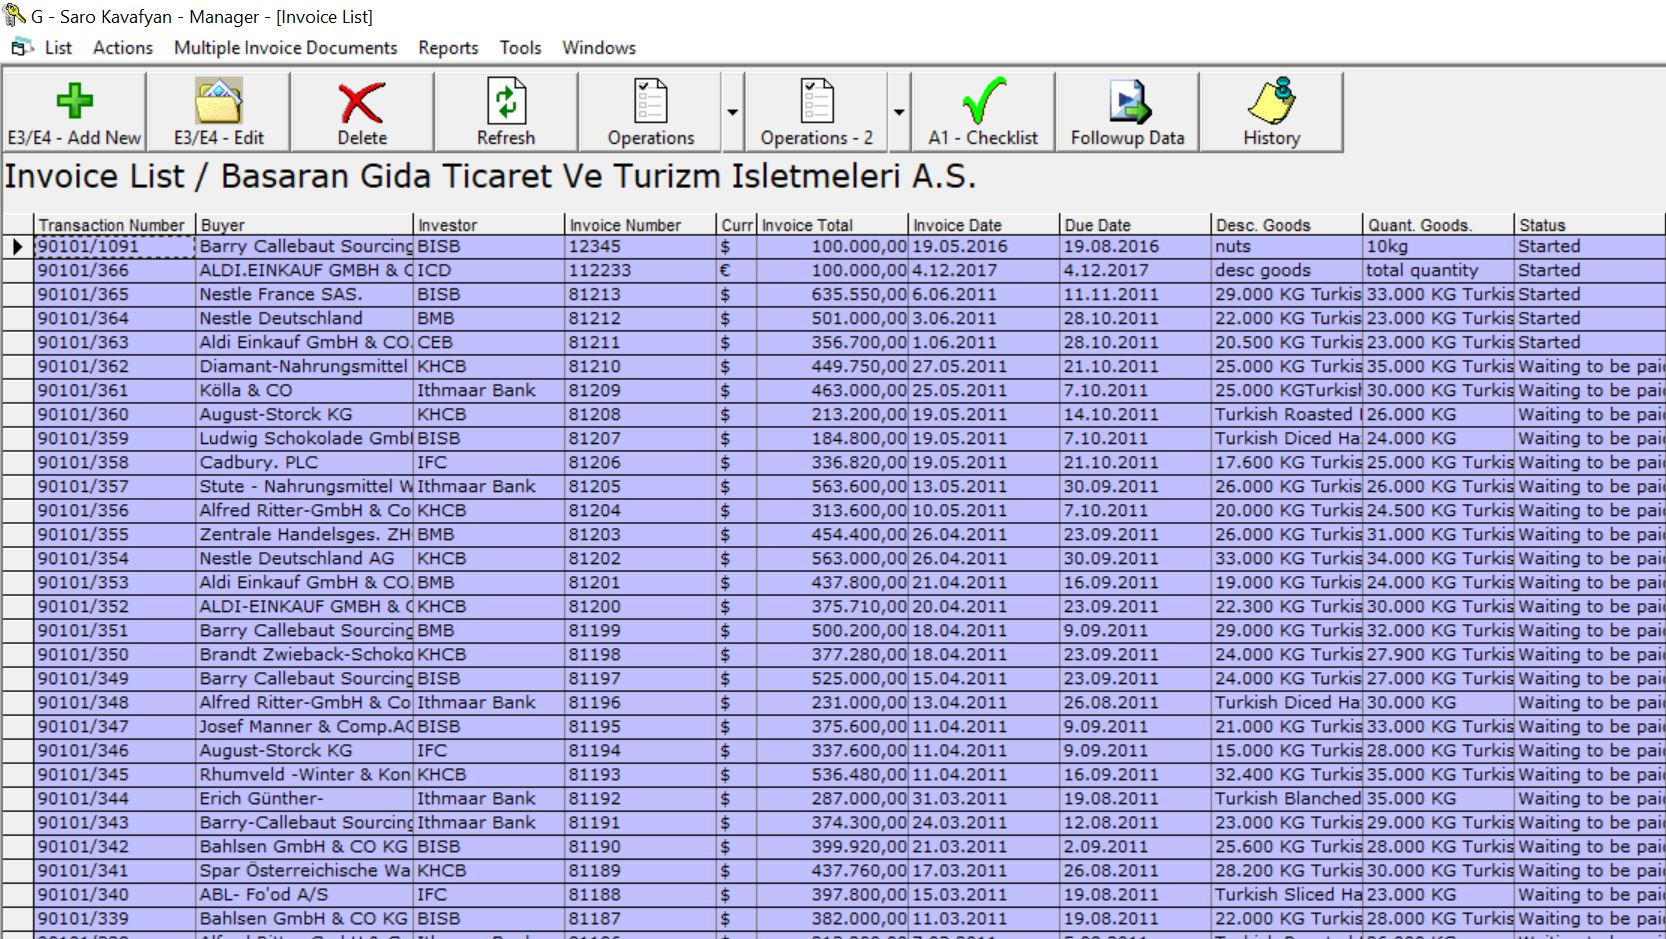 G - Saro Kavafyan - Manager - [Invoice List]
List Actions Multiple Invoice Documents Reports Tools Windows
E3/E4 - Add New E3/E4 - Edit Delete Refresh Operations Operations - 2 A1 - Checklist Followup Data History
Invoice List / Basaran Gida Ticaret Ve Turizm Isletmeleri A.S.
Transaction Number Buyer Investor Invoice Number Curr Invoice Total Invoice Date Due Date Desc. Goods Quant. Goods. Status
90101/1091 Barry Callebaut Sourcing BISB 12345 $ 100.000,00 19.05.2016 19.08.2016 nuts 10kg Started
90101/366 ALDI.EINKAUF GMBH & C ICD 112233 € 100.000,00 4.12.2017 4.12.2017 desc goods total quantity Started
90101/365 Nestle France SAS. BISB 81213 $ 635.550,00 6.06.2011 11.11.2011 29.000 KG Turkis 33.000 KG Turkis Started
90101/364 Nestle Deutschland BMB 81212 $ 501.000,00 3.06.2011 28.10.2011 22.000 KG Turkis 23.000 KG Turkis Started
90101/363 Aldi Einkauf GmbH & CO. CEB 81211 $ 356.700,00 1.06.2011 28.10.2011 20.500 KG Turkis 23.000 KG Turkis Started
90101/362 Diamant-Nahrungsmittel KHCB 81210 $ 449.750,00 27.05.2011 21.10.2011 25.000 KG Turkis 35.000 KG Turkis Waiting to be paid
90101/361 Kölla & CO Ithmaar Bank 81209 $ 463.000,00 25.05.2011 7.10.2011 25.000 KGTurkish 30.000 KG Turkis Waiting to be paid
90101/360 August-Storck KG KHCB 81208 $ 213.200,00 19.05.2011 14.10.2011 Turkish Roasted 26.000 KG Waiting to be paid
90101/359 Ludwig Schokolade GmbH BISB 81207 $ 184.800,00 19.05.2011 7.10.2011 Turkish Diced Ha 24.000 KG Waiting to be paid
90101/358 Cadbury. PLC IFC 81206 $ 336.820,00 19.05.2011 21.10.2011 17.600 KG Turkis 25.000 KG Turkis Waiting to be paid
90101/357 Stute - Nahrungsmittel W Ithmaar Bank 81205 $ 563.600,00 13.05.2011 30.09.2011 26.000 KG Turkis 26.000 KG Turkis Waiting to be paid
90101/356 Alfred Ritter-GmbH & Co KHCB 81204 $ 313.600,00 10.05.2011 7.10.2011 20.000 KG Turkis 24.500 KG Turkis Waiting to be paid
90101/355 Zentrale Handelsges. ZH BMB 81203 $ 454.400,00 26.04.2011 23.09.2011 26.000 KG Turkis 31.000 KG Turkis Waiting to be paid
90101/354 Nestle Deutschland AG KHCB 81202 $ 563.000,00 26.04.2011 30.09.2011 33.000 KG Turkis 34.000 KG Turkis Waiting to be paid
90101/353 Aldi Einkauf GmbH & CO. BMB 81201 $ 437.800,00 21.04.2011 16.09.2011 19.000 KG Turkis 24.000 KG Turkis Waiting to be paid
90101/352 ALDI-EINKAUF GMBH & C KHCB 81200 $ 375.710,00 20.04.2011 23.09.2011 22.300 KG Turkis 30.000 KG Turkis Waiting to be paid
90101/351 Barry Callebaut Sourcing BMB 81199 $ 500.200,00 18.04.2011 9.09.2011 29.000 KG Turkis 32.000 KG Turkis Waiting to be paid
90101/350 Brandt Zwieback-Schoko KHCB 81198 $ 377.280,00 18.04.2011 23.09.2011 24.000 KG Turkis 27.900 KG Turkis Waiting to be paid
90101/349 Barry Callebaut Sourcing BISB 81197 $ 525.000,00 15.04.2011 23.09.2011 24.000 KG Turkis 27.000 KG Turkis Waiting to be paid
90101/348 Alfred Ritter-GmbH & Co Ithmaar Bank 81196 $ 231.000,00 13.04.2011 26.08.2011 Turkish Diced Ha 30.000 KG Waiting to be paid
90101/347 Josef Manner & Comp.AG BISB 81195 $ 375.600,00 11.04.2011 9.09.2011 21.000 KG Turkis 33.000 KG Turkis Waiting to be paid
90101/346 August-Storck KG IFC 81194 $ 337.600,00 11.04.2011 9.09.2011 15.000 KG Turkis 28.000 KG Turkis Waiting to be paid
90101/345 Rhumveld -Winter & Kon KHCB 81193 $ 536.480,00 11.04.2011 16.09.2011 32.400 KG Turkis 35.000 KG Turkis Waiting to be paid
90101/344 Erich Günther- Ithmaar Bank 81192 $ 287.000,00 31.03.2011 19.08.2011 Turkish Blanched 35.000 KG Waiting to be paid
90101/343 Barry-Callebaut Sourcing Ithmaar Bank 81191 $ 374.300,00 24.03.2011 12.08.2011 23.000 KG Turkis 29.000 KG Turkis Waiting to be paid
90101/342 Bahlsen GmbH & CO KG BISB 81190 $ 399.920,00 21.03.2011 2.09.2011 25.600 KG Turkis 28.000 KG Turkis Waiting to be paid
90101/341 Spar Österreichische Wa KHCB 81189 $ 437.760,00 17.03.2011 26.08.2011 28.200 KG Turkis 30.000 KG Turkis Waiting to be paid
90101/340 ABL- Fo'od A/S IFC 81188 $ 397.800,00 15.03.2011 19.08.2011 Turkish Sliced Ha 23.000 KG Waiting to be paid
90101/339 Bahlsen GmbH & CO KG BISB 81187 $ 382.000,00 11.03.2011 19.08.2011 22.000 KG Turkis 28.000 KG Turkis Waiting to be paid